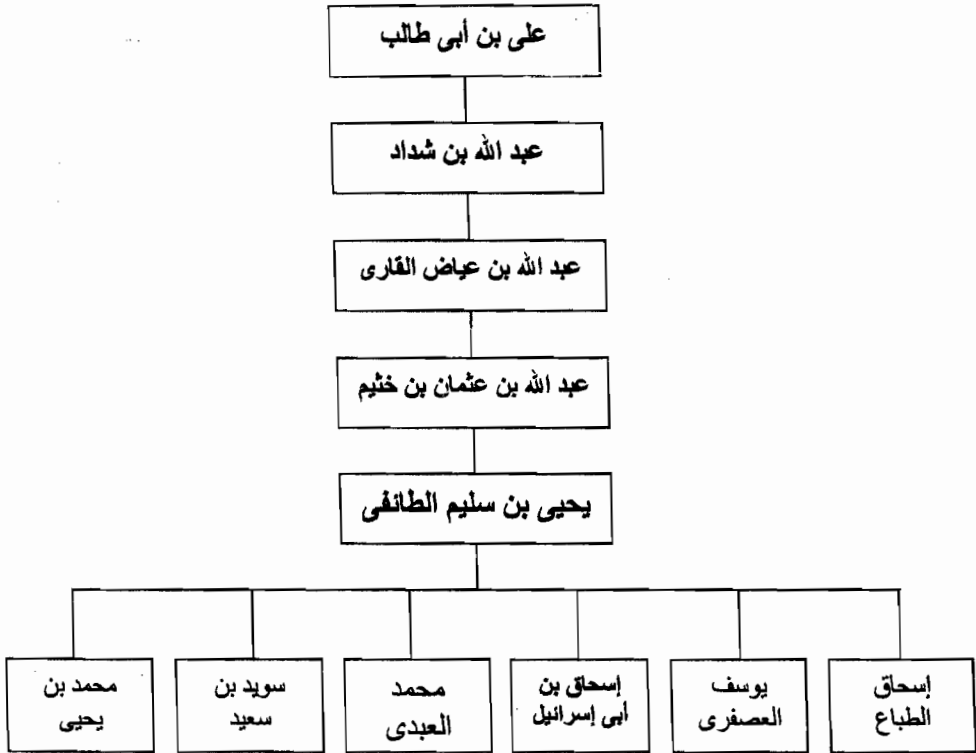 على بن أبى طالب
عبد الله بن شداد
عبد الله بن عياض القارى
عبد الله بن عثمان بن خثيم
يحيى بن سليم الطائفى
إسحاق
الطباع
يوسف
العصفرى
إسحاق بن
أبى إسرائيل
محمد
العبدى
سويد بن
سعيد
محمد بن
يحيى